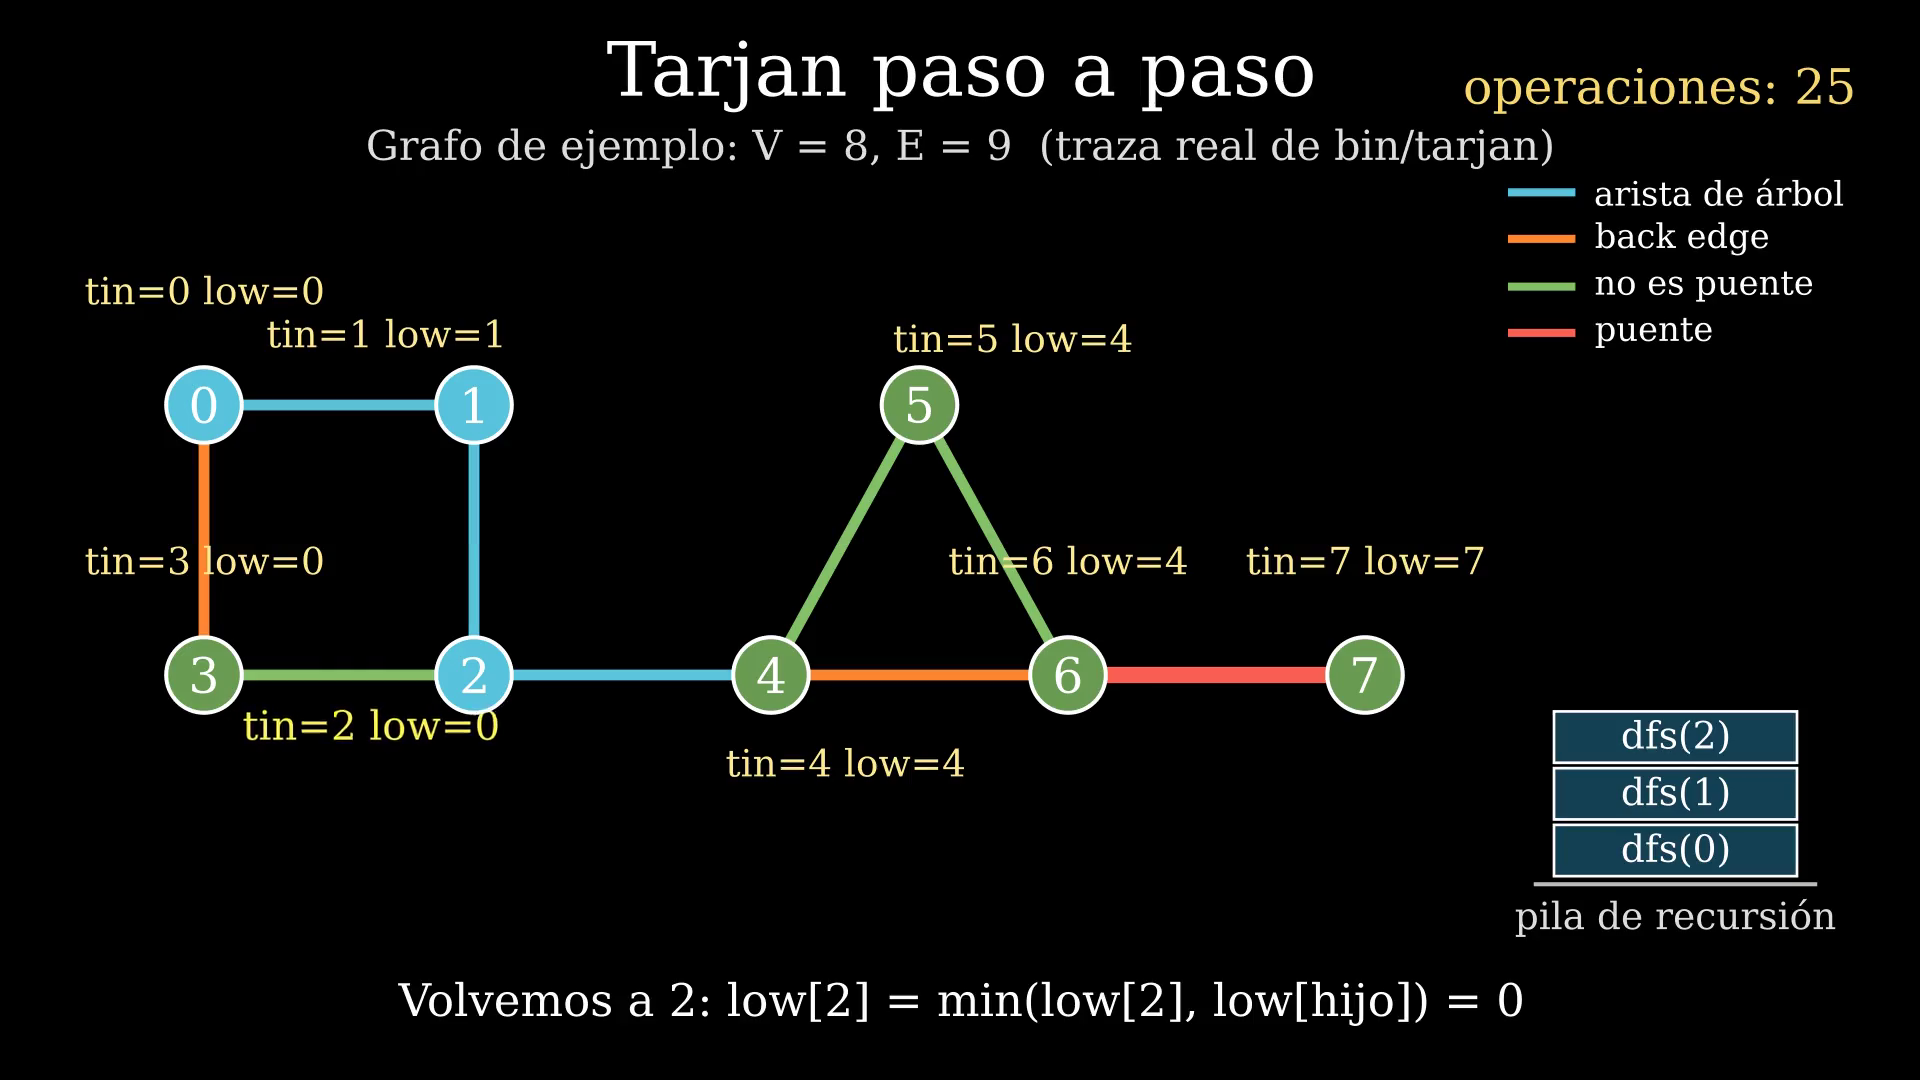 Tarjan paso a paso
operaciones: 25
Grafo de ejemplo: V = 8, E = 9  (traza real de bin/tarjan)
arista de árbol
back edge
no es puente
puente
tin=0 low=0
tin=1 low=1
tin=5 low=4
0
1
5
tin=3 low=0
tin=6 low=4
tin=7 low=7
3
2
4
6
7
tin=2 low=0
tin=4 low=4
dfs(2)
dfs(1)
dfs(0)
pila de recursión
Volvemos a 2: low[2] = min(low[2], low[hijo]) = 0